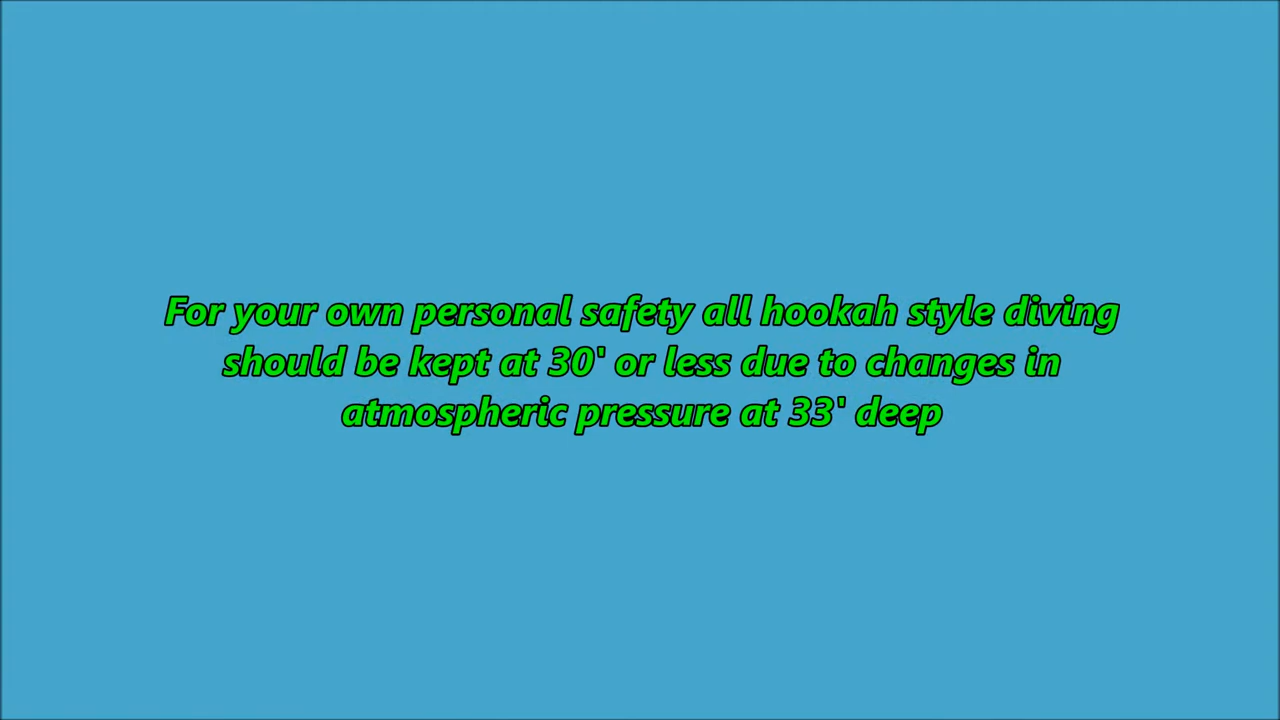 For your own personal safety all hookah style diving
should be kept at 30' or less due to changes in
atmospheric pressure at 33' deep